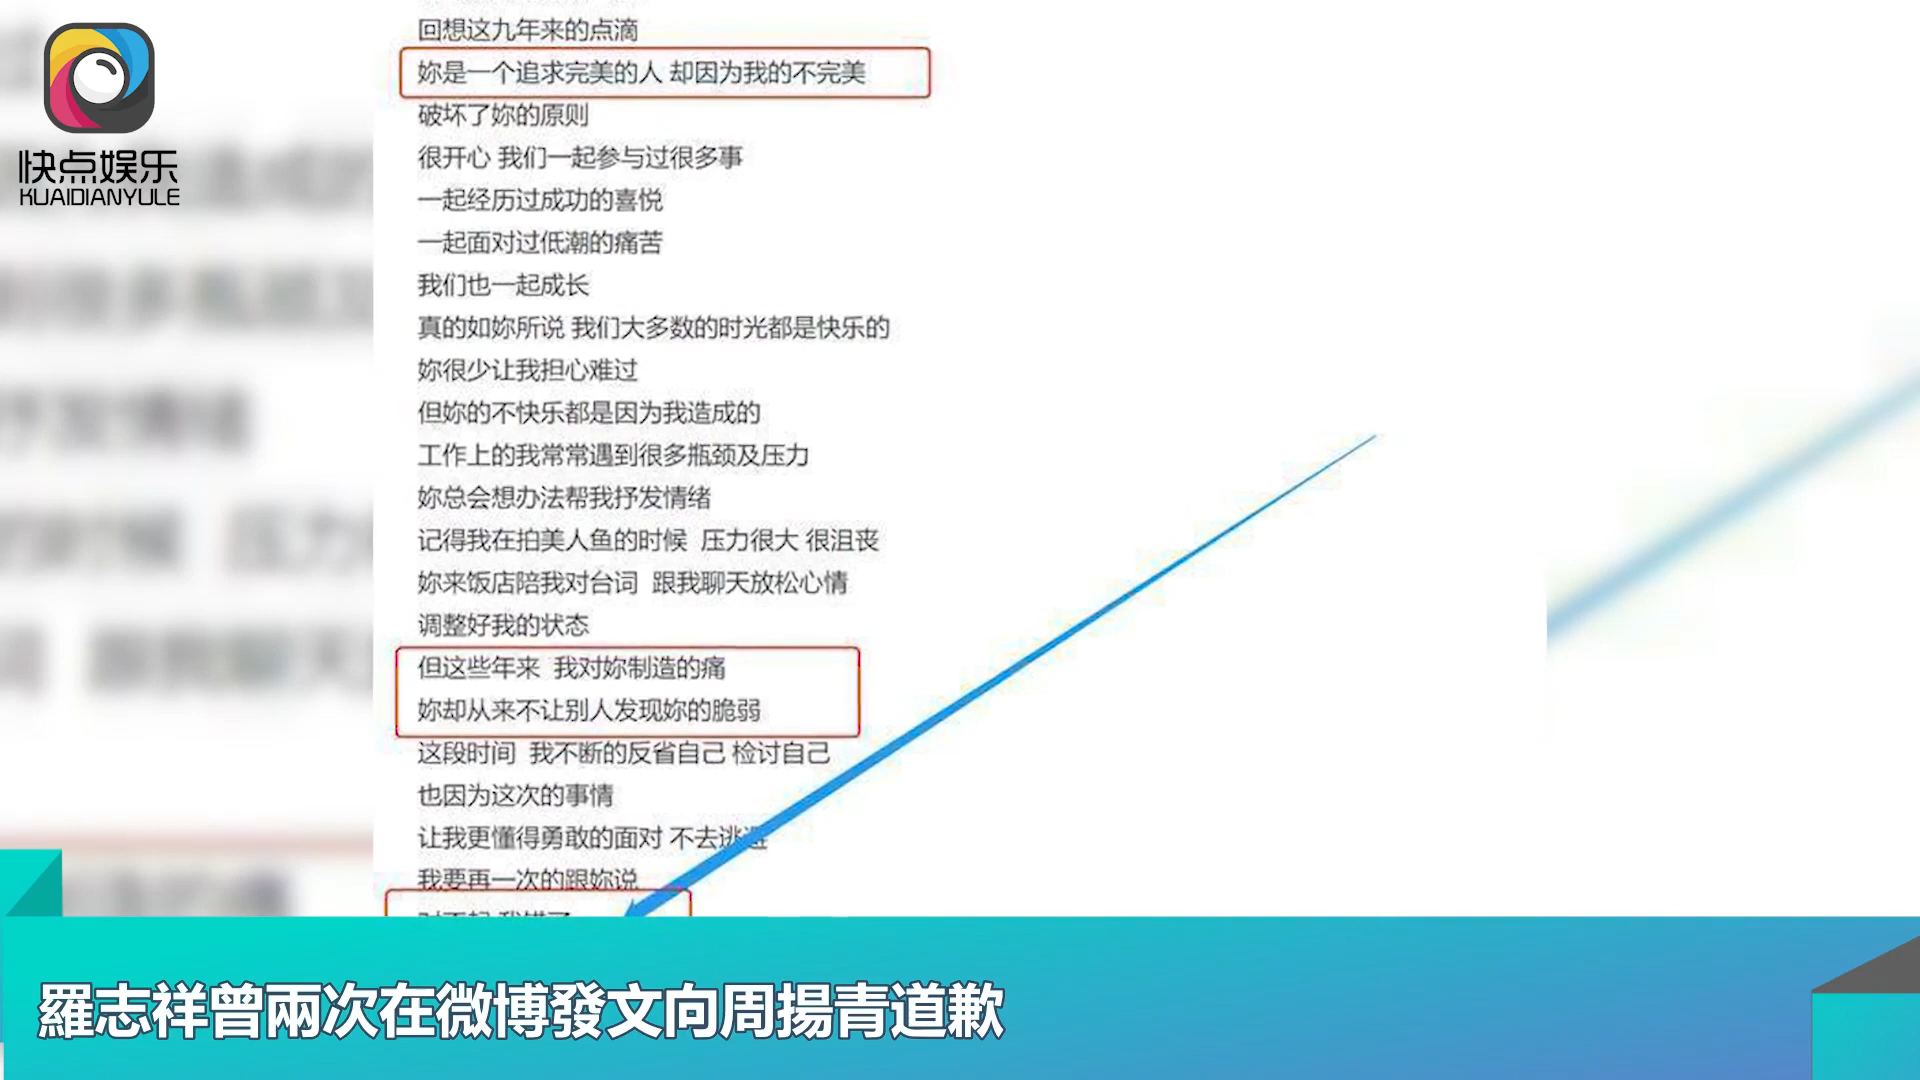 快点娱乐
KUAIDIANYULE
回想这九年来的点滴
妳是一个追求完美的人 却因为我的不完美
破坏了妳的原则
很开心 我们一起参与过很多事
一起经历过成功的喜悦
一起面对过低潮的痛苦
我们也一起成长
真的如妳所说 我们大多数的时光都是快乐的
妳很少让我担心难过
但妳的不快乐都是因为我造成的
工作上的我常常遇到很多瓶颈及压力
妳总会想办法帮我抒发情绪
记得我在拍美人鱼的时候 压力很大 很沮丧
妳来饭店陪我对台词 跟我聊天放松心情
调整好我的状态
但这些年来 我对妳制造的痛
妳却从来不让别人发现妳的脆弱
这段时间 我不断的反省自己 检讨自己
也因为这次的事情
让我更懂得勇敢的面对 不去逃避
我要再一次的跟妳说
羅志祥曾兩次在微博發文向周揚青道歉